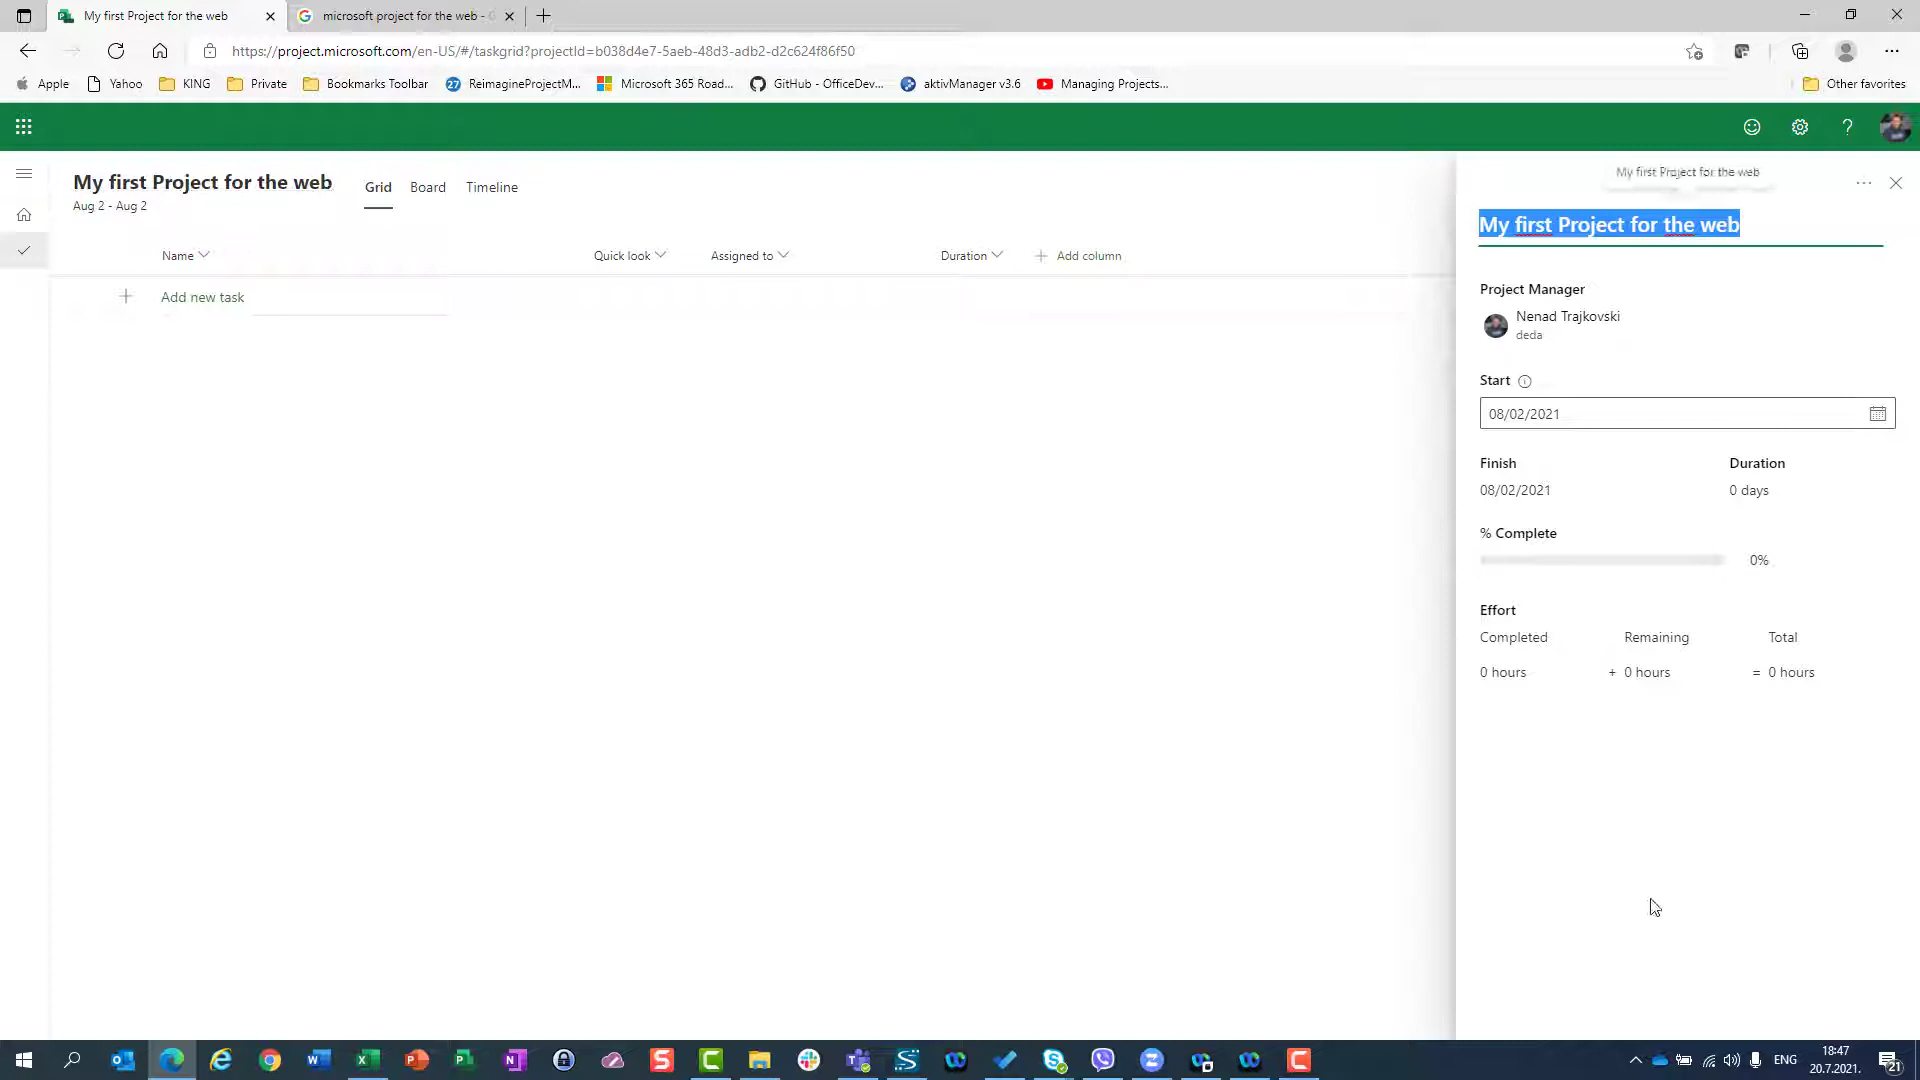 My first Project for the web
microsoft project for the web -
https://project.microsoft.com/en-US/#/taskgrid?projectId=b038d4e7-5aeb-48d3-adb2-d2c624f86f50
Apple
Yahoo
KING
Private
Bookmarks Toolbar
27
ReimagineProjectM...
Microsoft 365 Road...
GitHub - OfficeDev...
aktivManager v3.6
Managing Projects...
Other favorites
My first Project for the web
Aug 2 - Aug 2
Grid
Board
Timeline
Name
Quick look
Assigned to
Duration
Add column
Add new task
My first Project for the web
My first Project for the web
Project Manager
Nenad Trajkovski
deda
Start
08/02/2021
Finish
Duration
08/02/2021
0 days
% Complete
0%
Effort
Completed
Remaining
Total
0 hours
+ 0 hours
= 0 hours
ENG
18:47
20.7.2021.
21